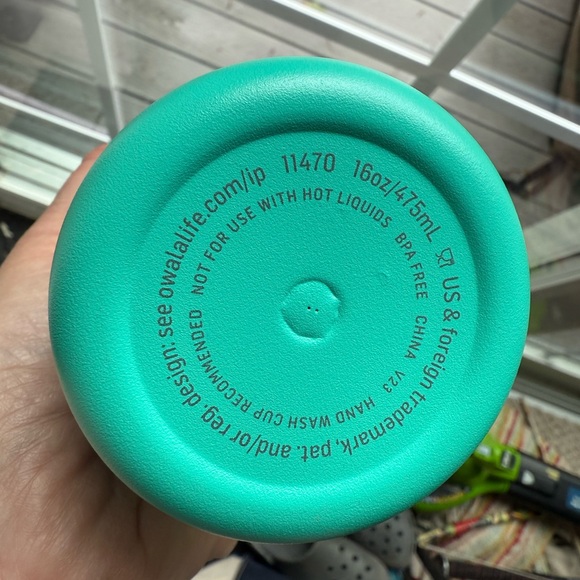 11470 16oz/475mL US & foreign trademark, pat. and/or reg. design: see owalalife.com/ip
NOT FOR USE WITH HOT LIQUIDS BPA FREE CHINA V23 HAND WASH CUP RECOMMENDED